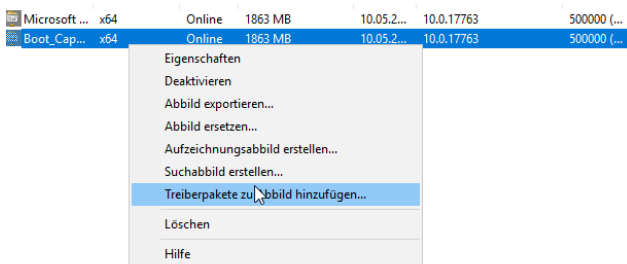 Microsoft ... x64 Online 1863 MB 10.05.2... 10.0.17763 500000 (...
Boot_Cap... x64 Online 1863 MB 10.05.2... 10.0.17763 500000 (...
Eigenschaften
Deaktivieren
Abbild exportieren...
Abbild ersetzen...
Aufzeichnungsabbild erstellen...
Suchabbild erstellen...
Treiberpakete zu Abbild hinzufügen...
Löschen
Hilfe